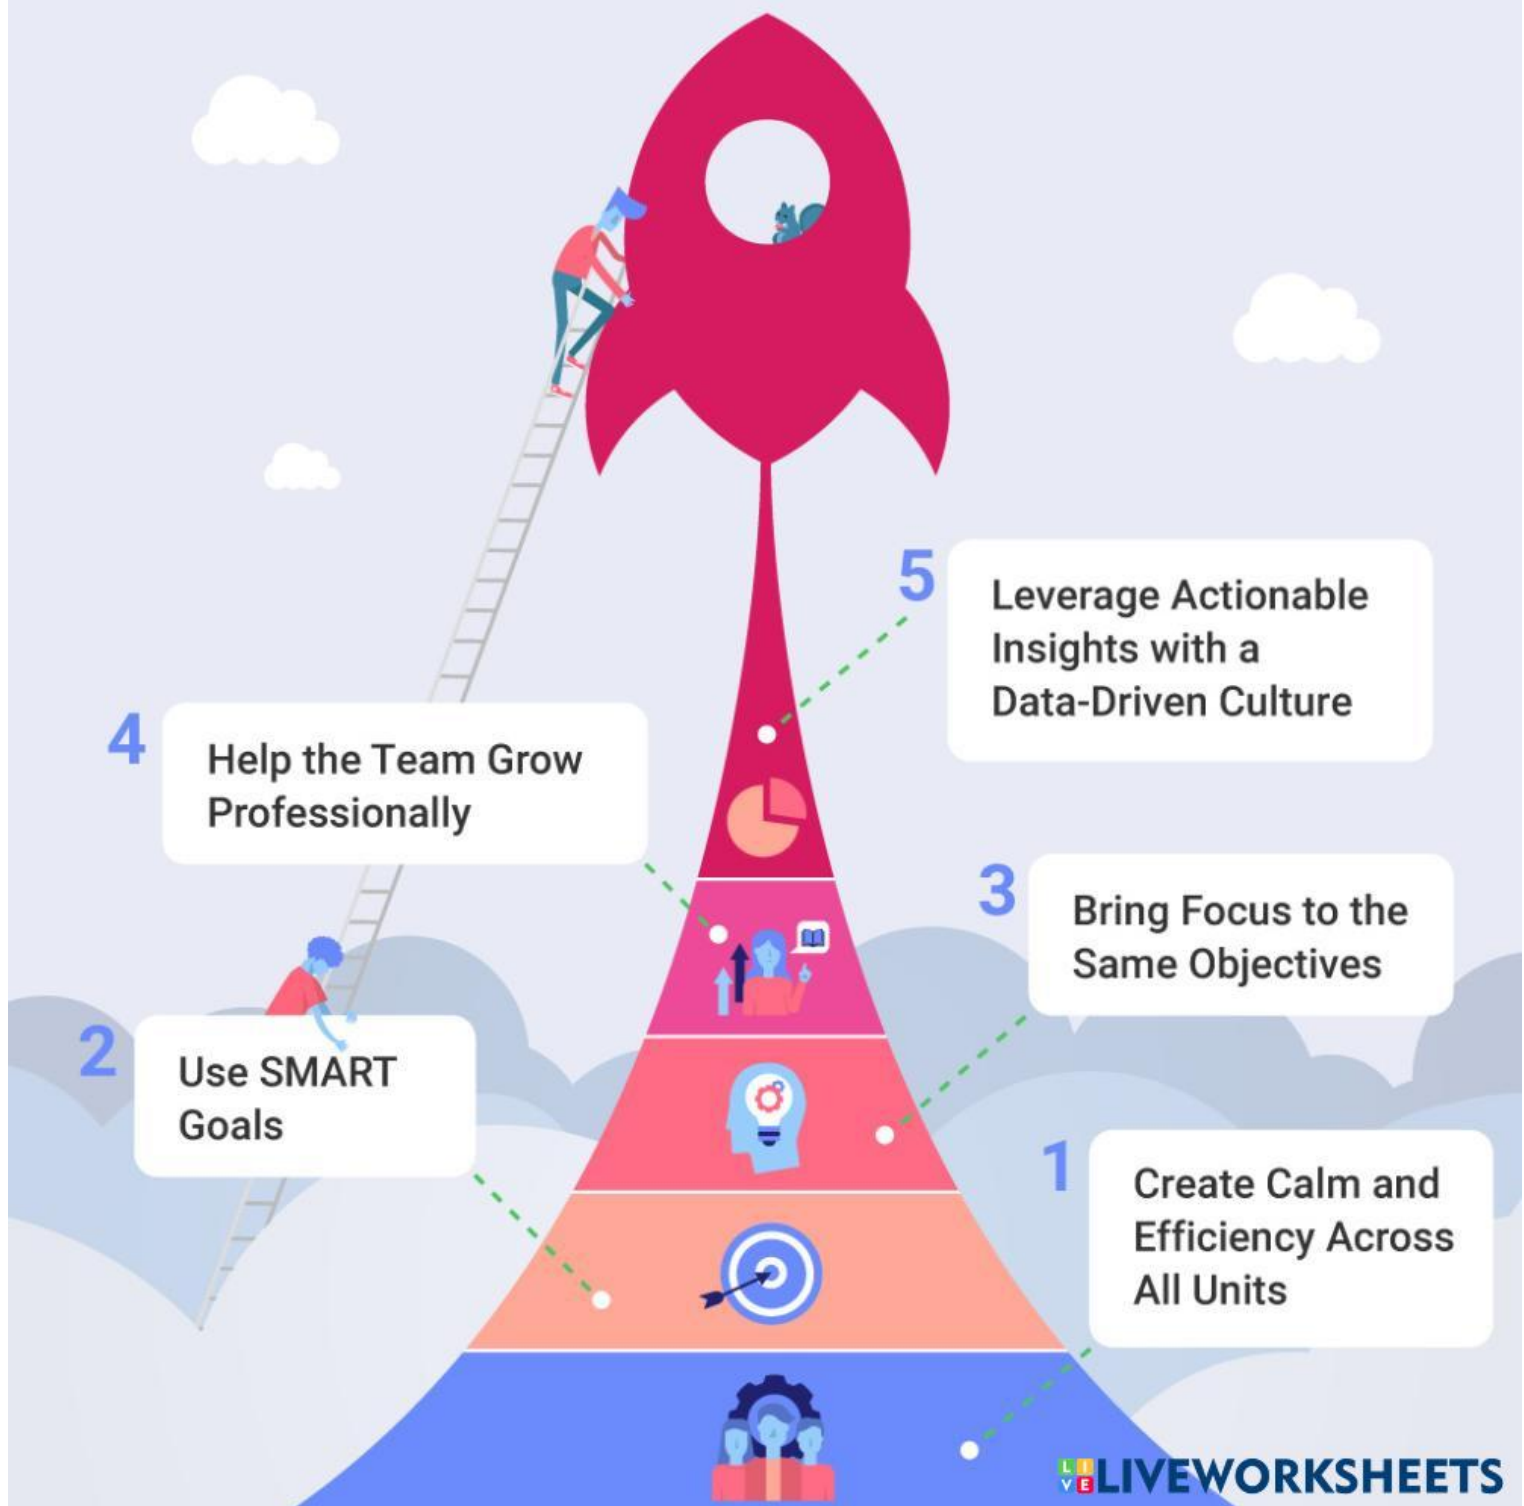 5
Leverage Actionable
Insights with a
Data-Driven Culture
4
Help the Team Grow
Professionally
3
Bring Focus to the
Same Objectives
2
Use SMART
Goals
1
Create Calm and
Efficiency Across
All Units
LIVE LIVEWORKSHEETS